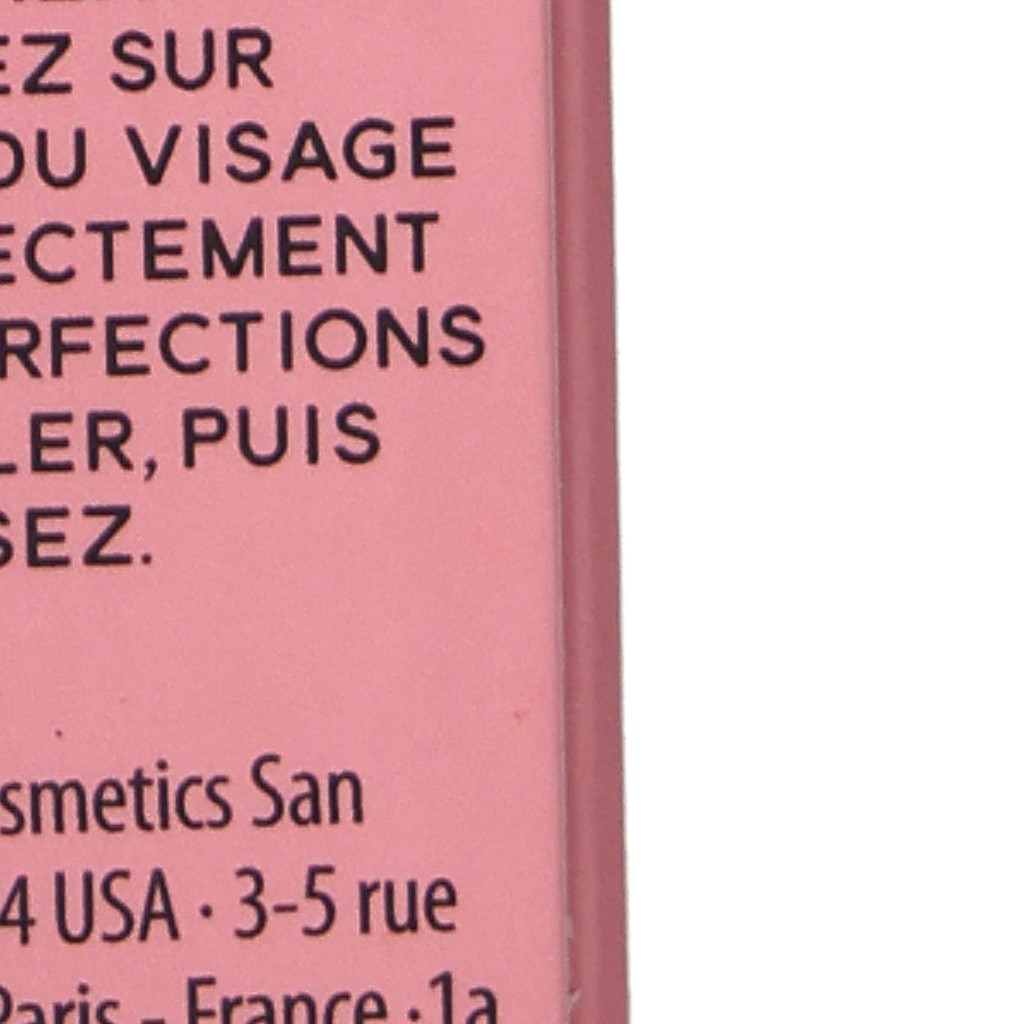 EZ SUR
DU VISAGE
ECTEMENT
RFECTIONS
LER, PUIS
SEZ.
smetics San
4 USA · 3-5 rue
Paris - France · 1a